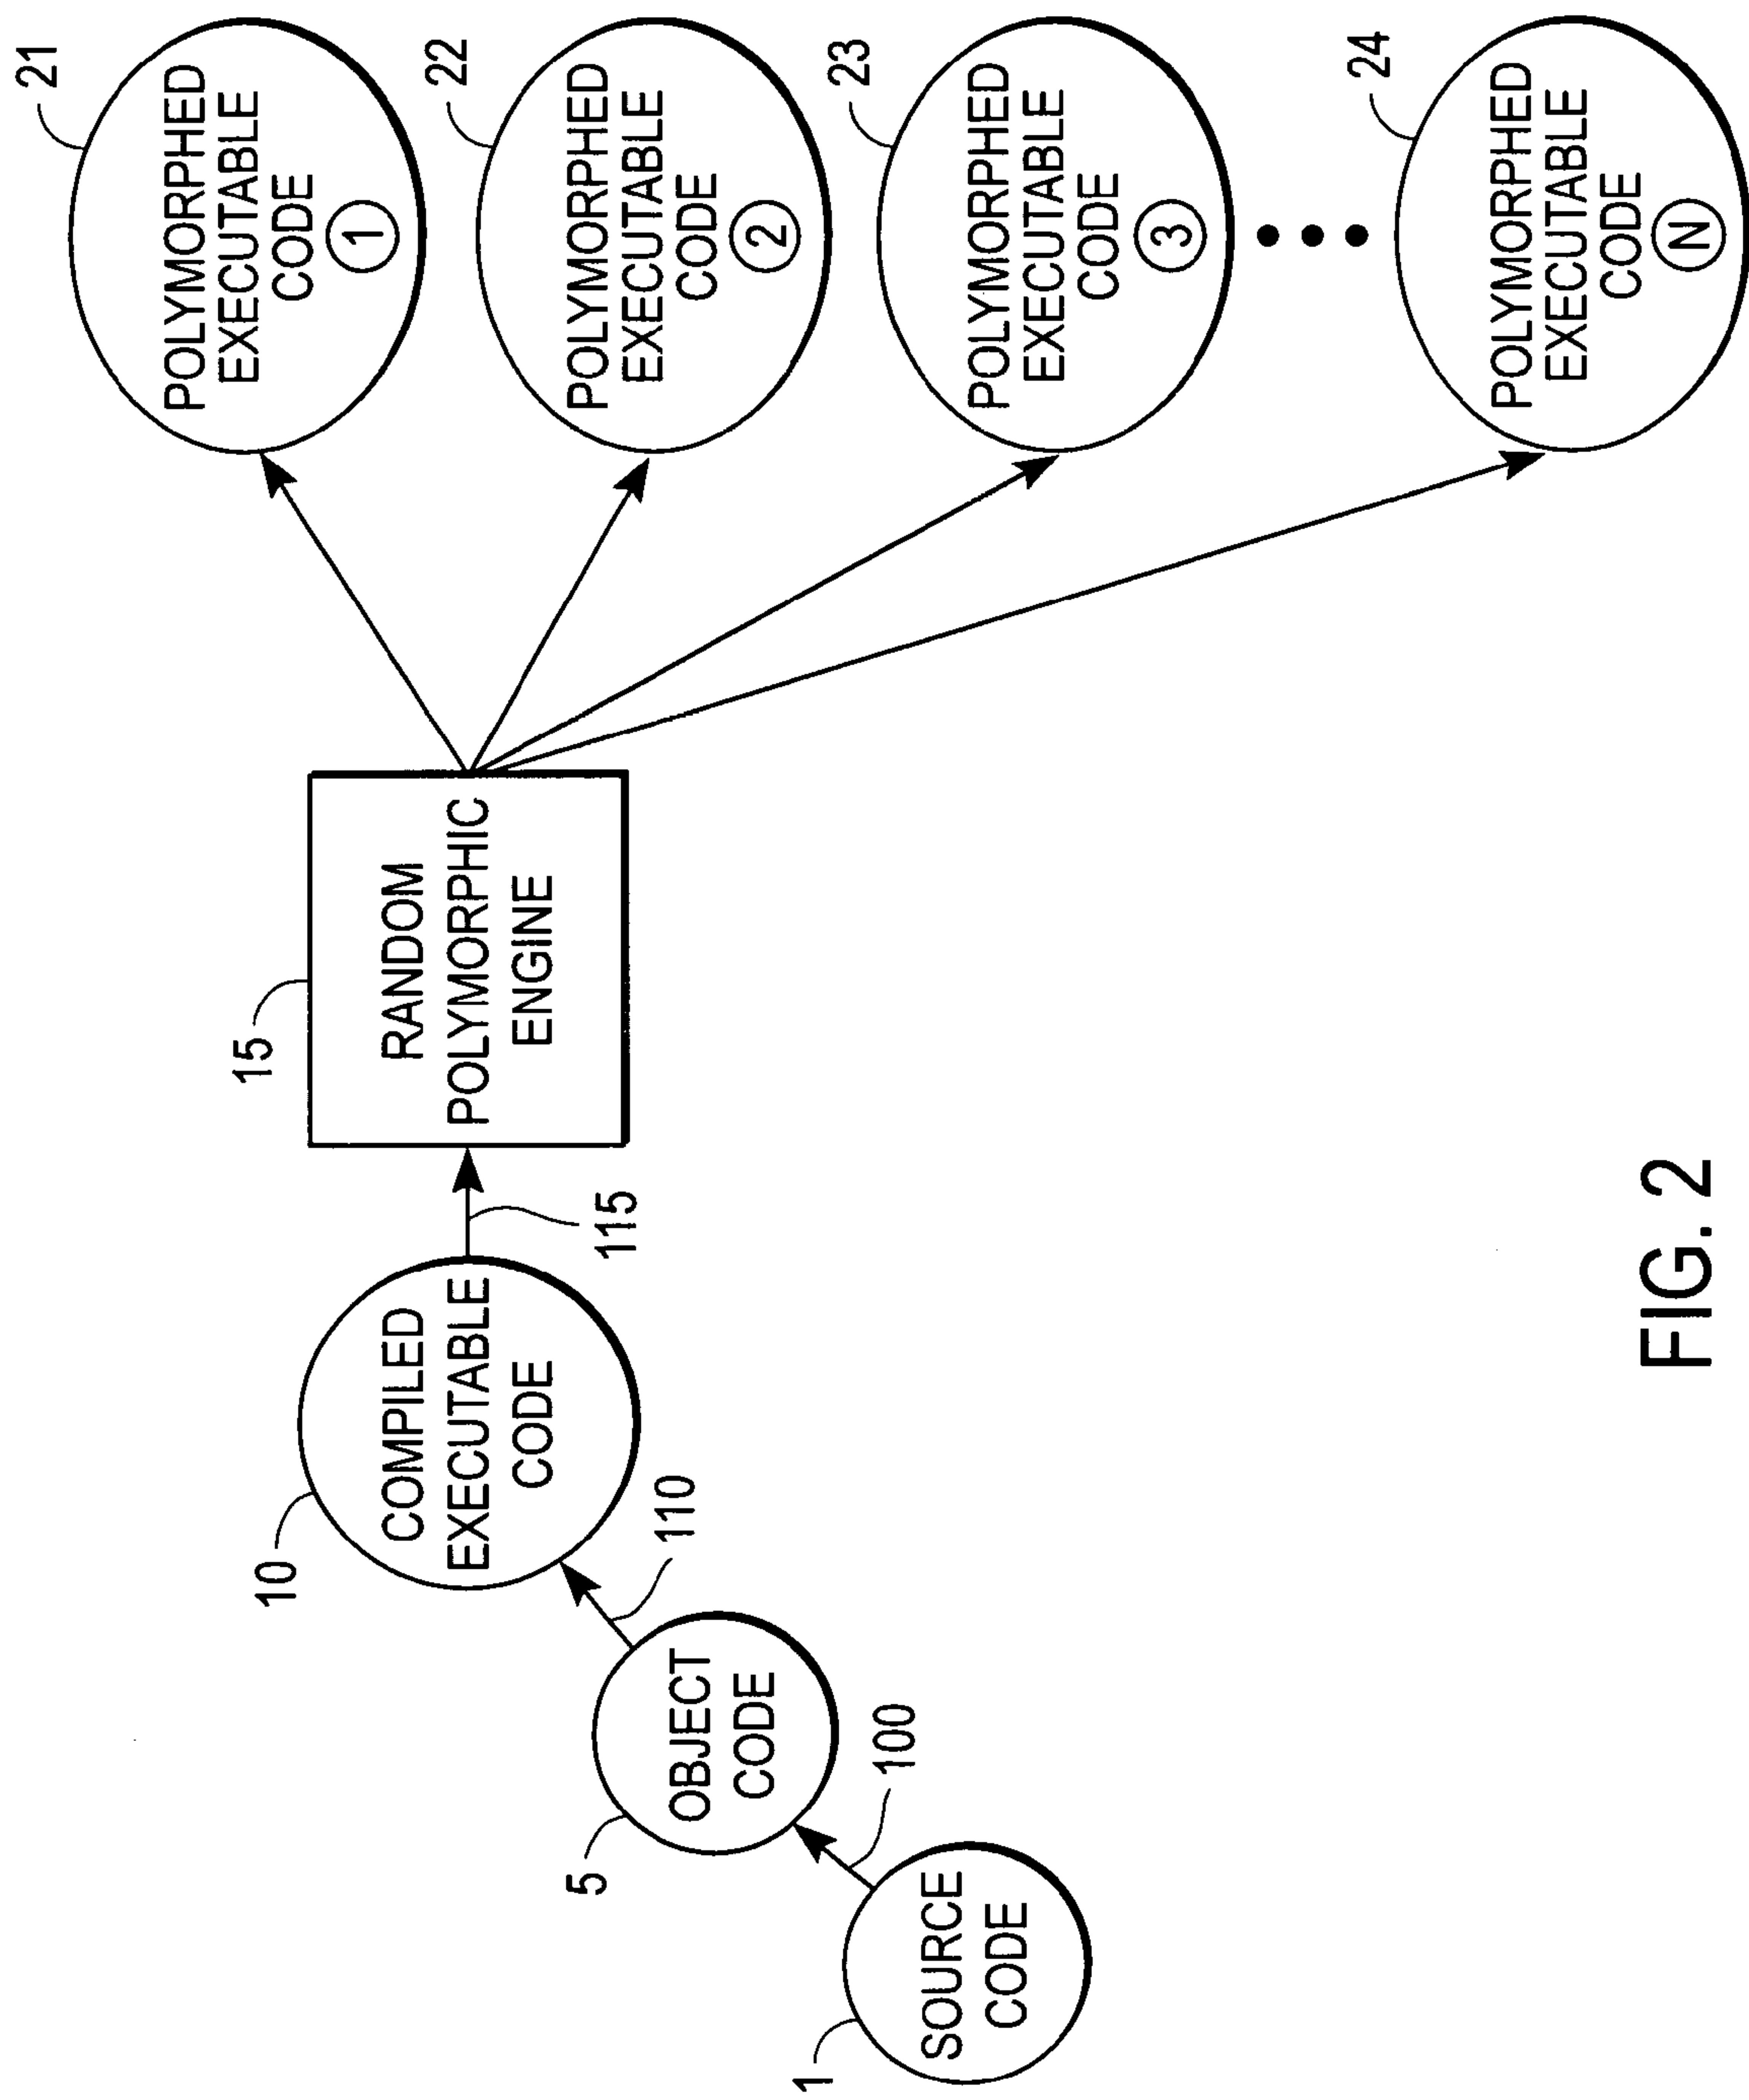 1
SOURCE
CODE
100
5
OBJECT
CODE
110
10
COMPILED
EXECUTABLE
CODE
115
15
RANDOM
POLYMORPHIC
ENGINE
21
POLYMORPHED
EXECUTABLE
CODE
1
22
POLYMORPHED
EXECUTABLE
CODE
2
23
POLYMORPHED
EXECUTABLE
CODE
3
24
POLYMORPHED
EXECUTABLE
CODE
N
FIG. 2